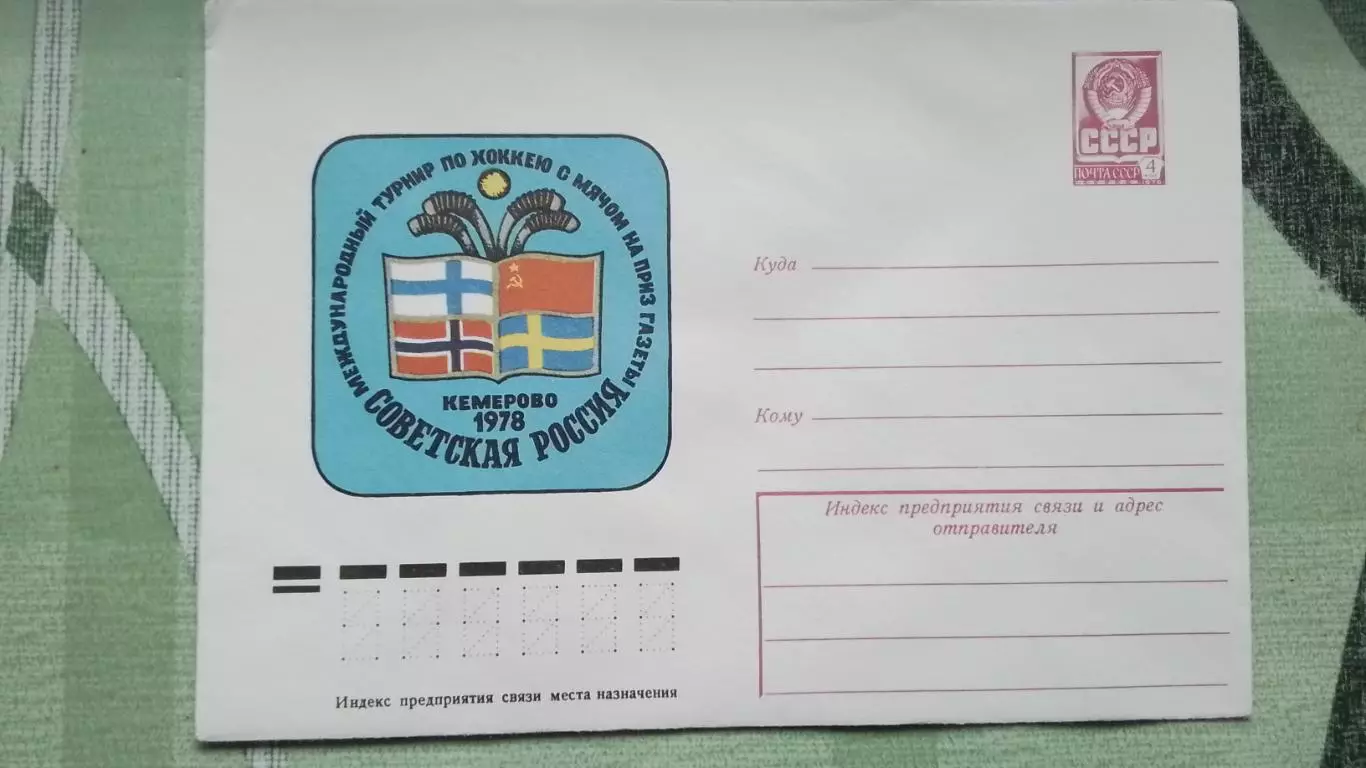 МЕЖДУНАРОДНЫЙ ТУРНИР ПО ХОККЕЮ С МЯЧОМ НА ПРИЗ ГАЗЕТЫ
СОВЕТСКАЯ РОССИЯ
КЕМЕРОВО
1978
СССР
ПОЧТА СССР 4
Куда
Кому
Индекс предприятия связи и адрес
отправителя
Индекс предприятия связи места назначения